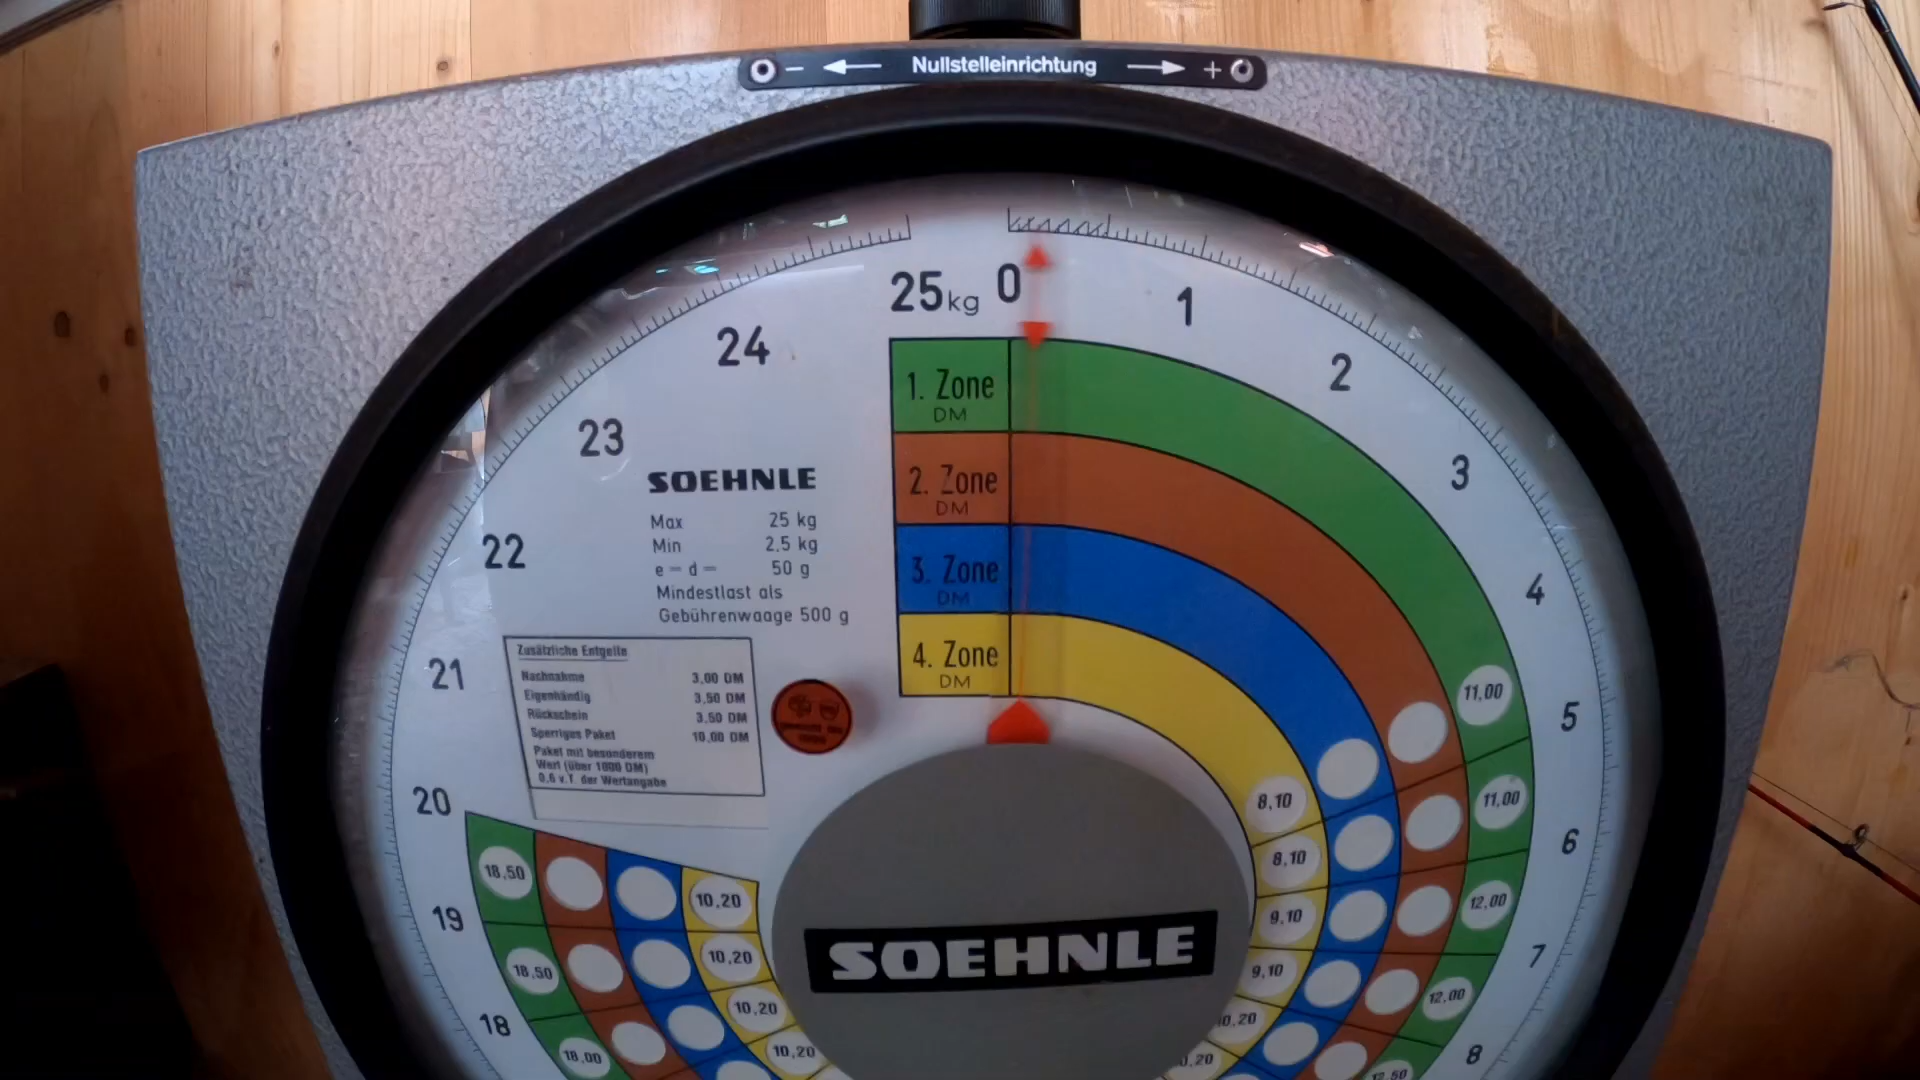 − ← Nullstelleinrichtung → +
25kg 0
1
2
3
4
5
6
7
8
24
23
22
21
20
19
18
SOEHNLE
Max 25 kg
Min 2,5 kg
e = d = 50 g
Mindestlast als
Gebührenwaage 500 g
1. Zone
DM
2. Zone
DM
3. Zone
DM
4. Zone
DM
Zusätzliche Entgelte
Nachnahme 3,00 DM
Eigenhändig 3,50 DM
Rückschein 3,50 DM
Sperriges Paket 10,00 DM
Paket mit besonderem
Wert (über 1000 DM)
0,6 v.T. der Wertangabe
11,00
8,10 11,00
8,10
9,10 12,00
9,10 12,00
10,20
12,50
18,50 10,20
18,50 10,20
10,20
18,00 10,20
SOEHNLE